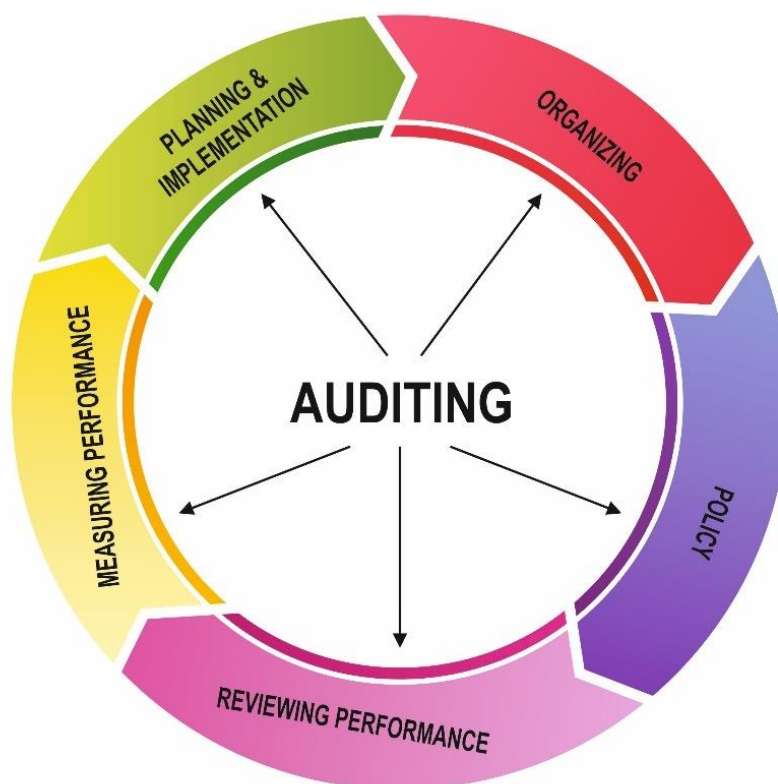 PLANNING &
IMPLEMENTATION
ORGANIZING
MEASURING PERFORMANCE
AUDITING
POLICY
REVIEWING PERFORMANCE